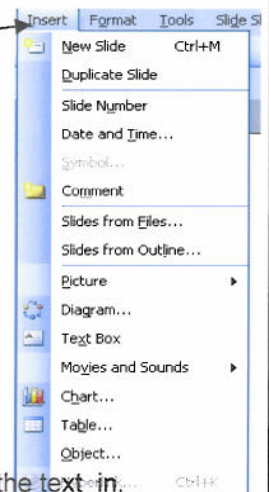 Insert Format Tools Slide S
New Slide Ctrl+M
Duplicate Slide
Slide Number
Date and Time...
Symbol...
Comment
Slides from Files...
Slides from Outline...
Picture
Diagram...
Text Box
Movies and Sounds
Chart...
Table...
Object...
the text in.
Ctrl+K